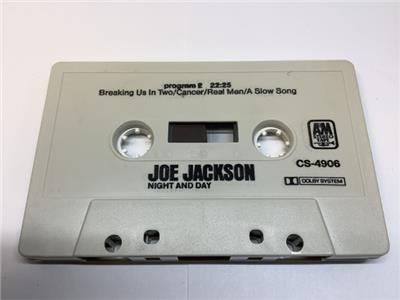 program 2 22:25
Breaking Us In Two/Cancer/Real Men/A Slow Song
A&M
CS-4906
JOE JACKSON
NIGHT AND DAY
DOLBY SYSTEM